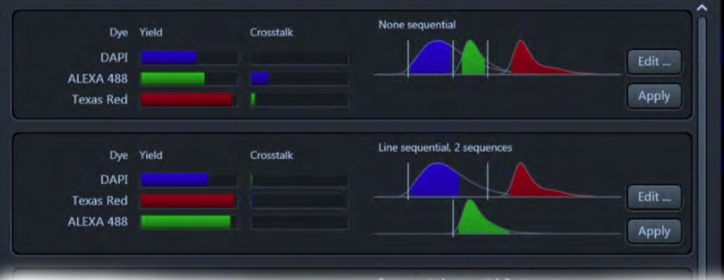 None sequential
Dye Yield Crosstalk
DAPI
ALEXA 488
Texas Red
Edit ...
Apply
Line sequential, 2 sequences
Dye Yield Crosstalk
DAPI
Texas Red
ALEXA 488
Edit ...
Apply